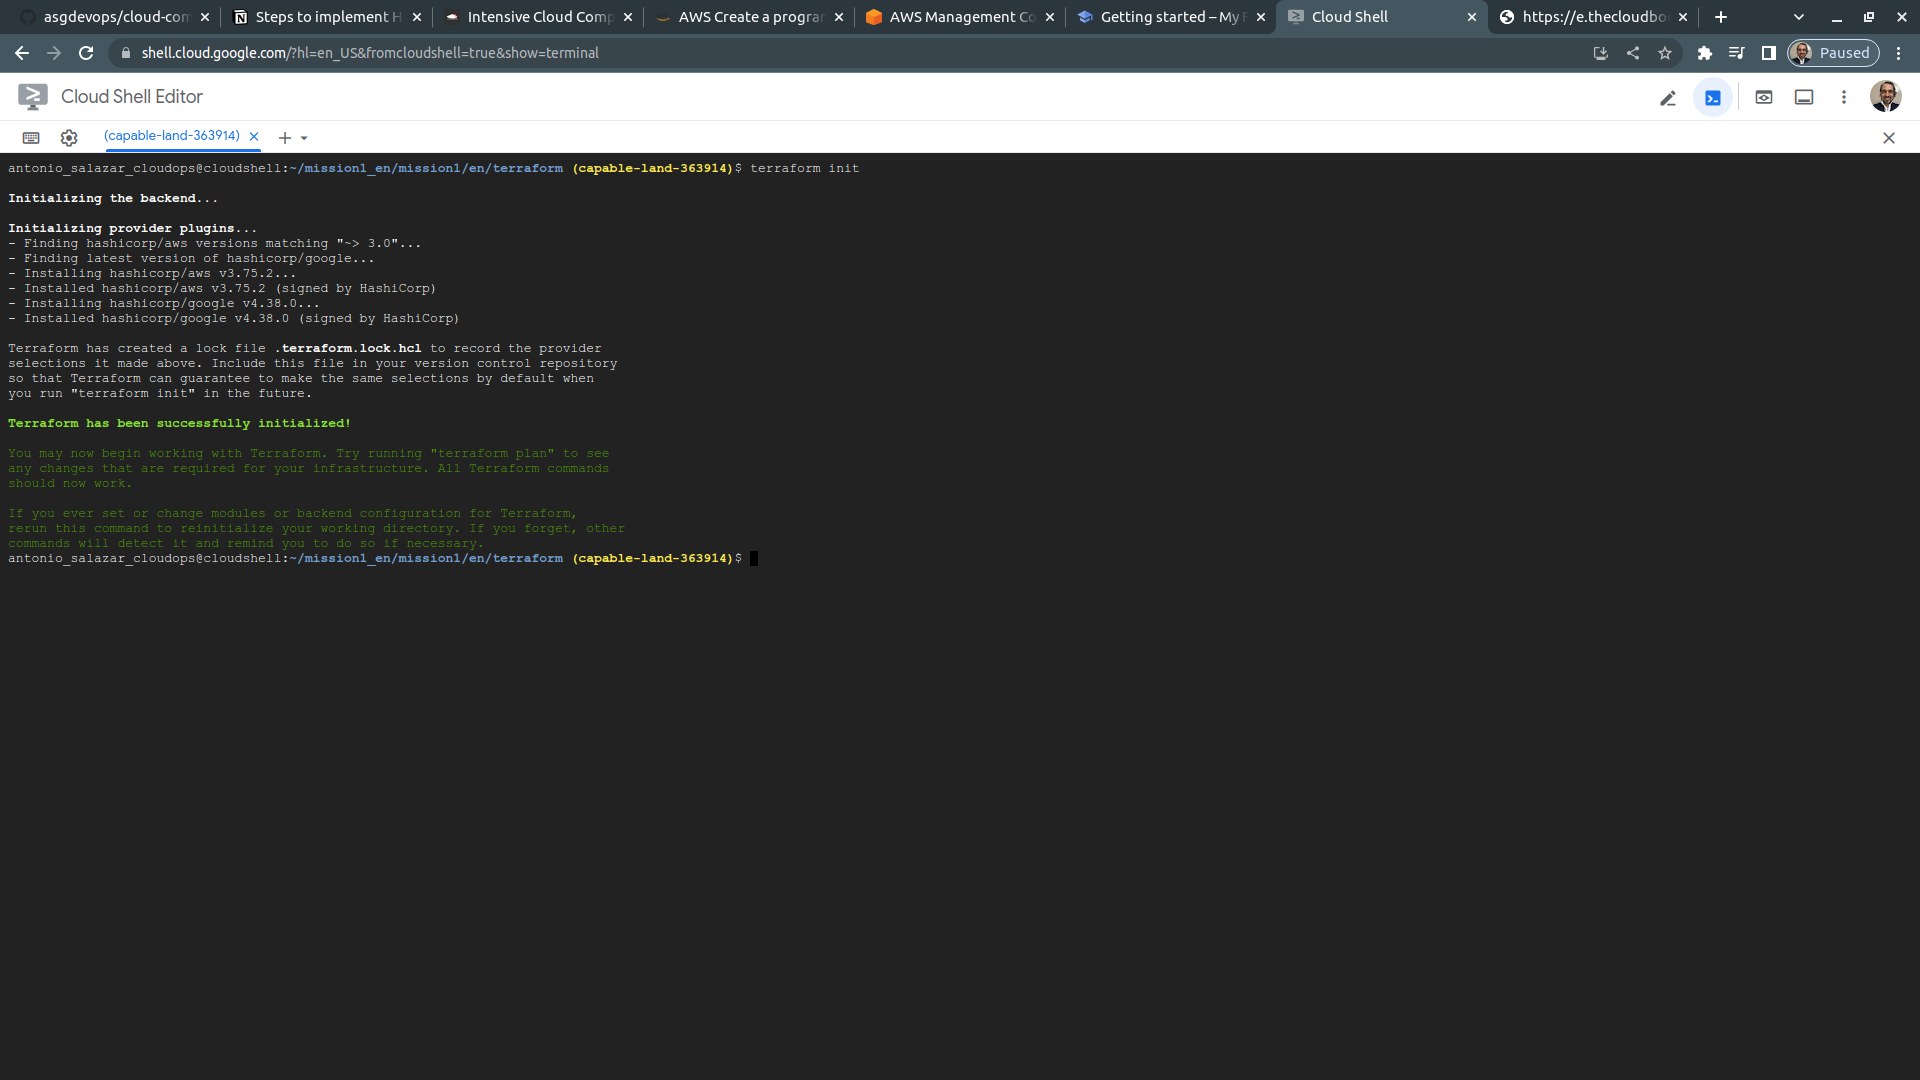 asgdevops/cloud-com
Steps to implement H
Intensive Cloud Comp
AWS Create a program
AWS Management Co
Getting started – My F
Cloud Shell
https://e.thecloudbo
shell.cloud.google.com/?hl=en_US&fromcloudshell=true&show=terminal
Paused
Cloud Shell Editor
(capable-land-363914)
antonio_salazar_cloudops@cloudshell:~/mission1_en/mission1/en/terraform (capable-land-363914)$ terraform init
Initializing the backend...
Initializing provider plugins...
- Finding hashicorp/aws versions matching "~> 3.0"...
- Finding latest version of hashicorp/google...
- Installing hashicorp/aws v3.75.2...
- Installed hashicorp/aws v3.75.2 (signed by HashiCorp)
- Installing hashicorp/google v4.38.0...
- Installed hashicorp/google v4.38.0 (signed by HashiCorp)
Terraform has created a lock file .terraform.lock.hcl to record the provider
selections it made above. Include this file in your version control repository
so that Terraform can guarantee to make the same selections by default when
you run "terraform init" in the future.
Terraform has been successfully initialized!
You may now begin working with Terraform. Try running "terraform plan" to see
any changes that are required for your infrastructure. All Terraform commands
should now work.
If you ever set or change modules or backend configuration for Terraform,
rerun this command to reinitialize your working directory. If you forget, other
commands will detect it and remind you to do so if necessary.
antonio_salazar_cloudops@cloudshell:~/mission1_en/mission1/en/terraform (capable-land-363914)$